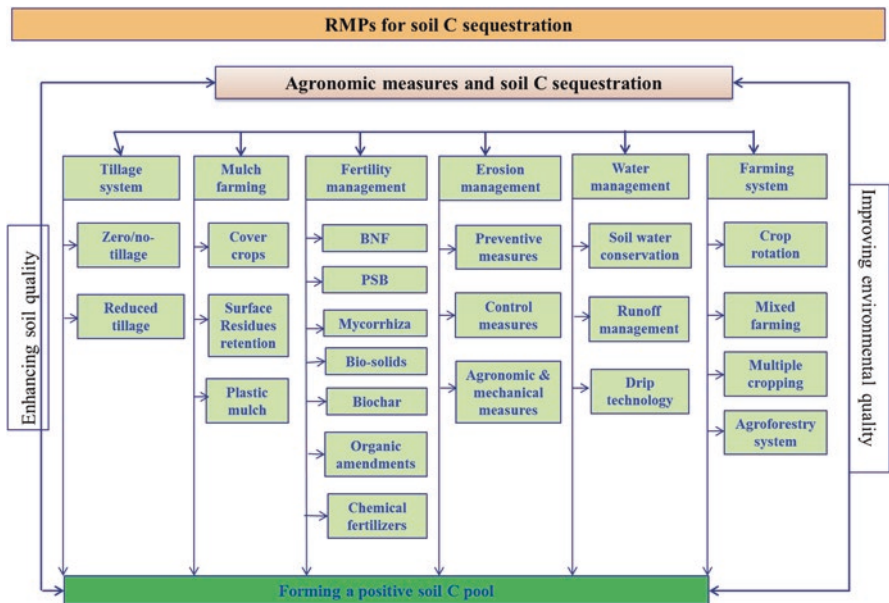 RMPs for soil C sequestration
Agronomic measures and soil C sequestration
Tillage
system
Zero/no-
tillage
Reduced
tillage
Mulch
farming
Cover
crops
Surface
Residues
retention
Plastic
mulch
Fertility
management
BNF
PSB
Mycorrhiza
Bio-solids
Biochar
Organic
amendments
Chemical
fertilizers
Erosion
management
Preventive
measures
Control
measures
Agronomic &
mechanical
measures
Water
management
Soil water
conservation
Runoff
management
Drip
technology
Farming
system
Crop
rotation
Mixed
farming
Multiple
cropping
Agroforestry
system
Enhancing soil quality
Improving environmental quality
Forming a positive soil C pool